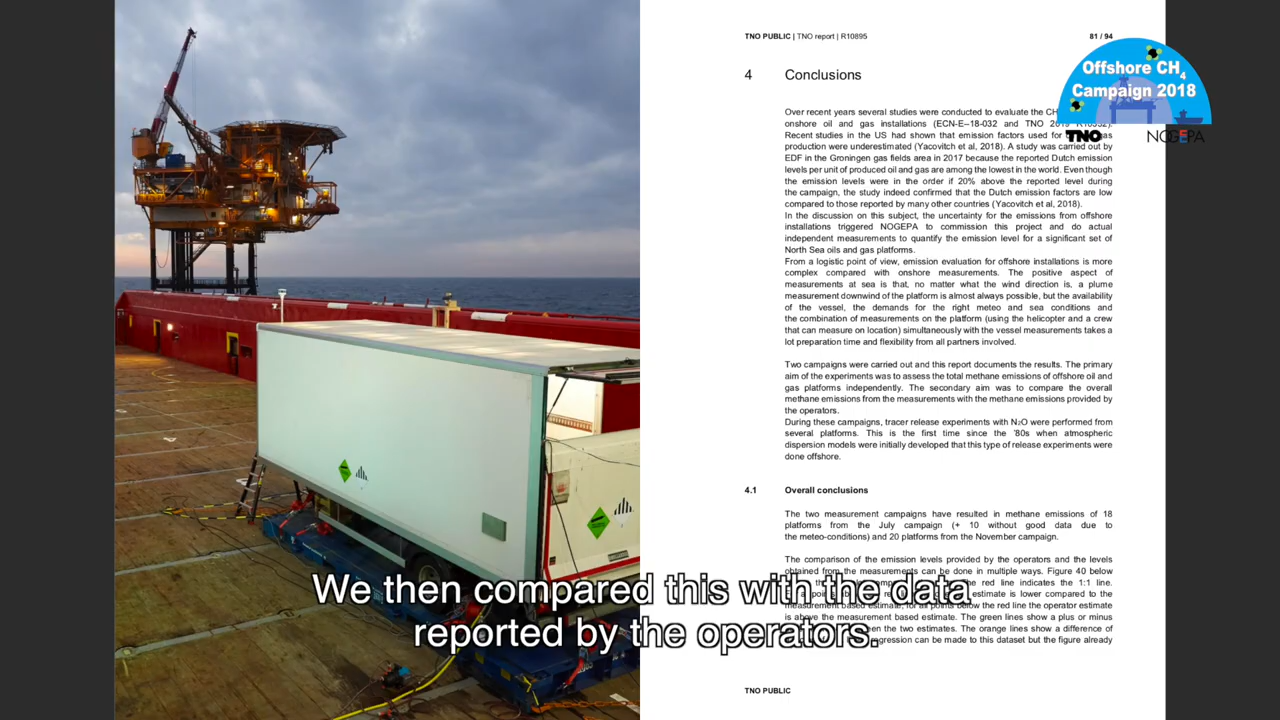 TNO PUBLIC | TNO report | R10895
81 / 94
Offshore CH4
Campaign 2018
TNO
NOGEPA
4 Conclusions
Over recent years several studies were conducted to evaluate the CH
onshore oil and gas installations (ECN-E–18-032 and TNO
Recent studies in the US had shown that emission factors used for gas
production were underestimated (Yacovitch et al, 2018). A study was carried out by
EDF in the Groningen gas fields area in 2017 because the reported Dutch emission
levels per unit of produced oil and gas are among the lowest in the world. Even though
the emission levels were in the order if 20% above the reported level during
the campaign, the study indeed confirmed that the Dutch emission factors are low
compared to those reported by many other countries (Yacovitch et al, 2018).
In the discussion on this subject, the uncertainty for the emissions from offshore
installations triggered NOGEPA to commission this project and do actual
independent measurements to quantify the emission level for a significant set of
North Sea oils and gas platforms.
From a logistic point of view, emission evaluation for offshore installations is more
complex compared with onshore measurements. The positive aspect of
measurements at sea is that, no matter what the wind direction is, a plume
measurement downwind of the platform is almost always possible, but the availability
of the vessel, the demands for the right meteo and sea conditions and
the combination of measurements on the platform (using the helicopter and a crew
that can measure on location) simultaneously with the vessel measurements takes a
lot preparation time and flexibility from all partners involved.
Two campaigns were carried out and this report documents the results. The primary
aim of the experiments was to assess the total methane emissions of offshore oil and
gas platforms independently. The secondary aim was to compare the overall
methane emissions from the measurements with the methane emissions provided by
the operators.
During these campaigns, tracer release experiments with N2O were performed from
several platforms. This is the first time since the '80s when atmospheric
dispersion models were initially developed that this type of release experiments were
done offshore.
4.1 Overall conclusions
The two measurement campaigns have resulted in methane emissions of 18
platforms from the July campaign (+ 10 without good data due to
the meteo-conditions) and 20 platforms from the November campaign.
The comparison of the emission levels provided by the operators and the levels
obtained from the measurements can be done in multiple ways. Figure 40 below
The red line indicates the 1:1 line.
estimate is lower compared to the
measurement based estimate, for all points below the red line the operator estimate
is above the measurement based estimate. The green lines show a plus or minus
the two estimates. The orange lines show a difference of
regression can be made to this dataset but the figure already
We then compared this with the data
reported by the operators.
TNO PUBLIC